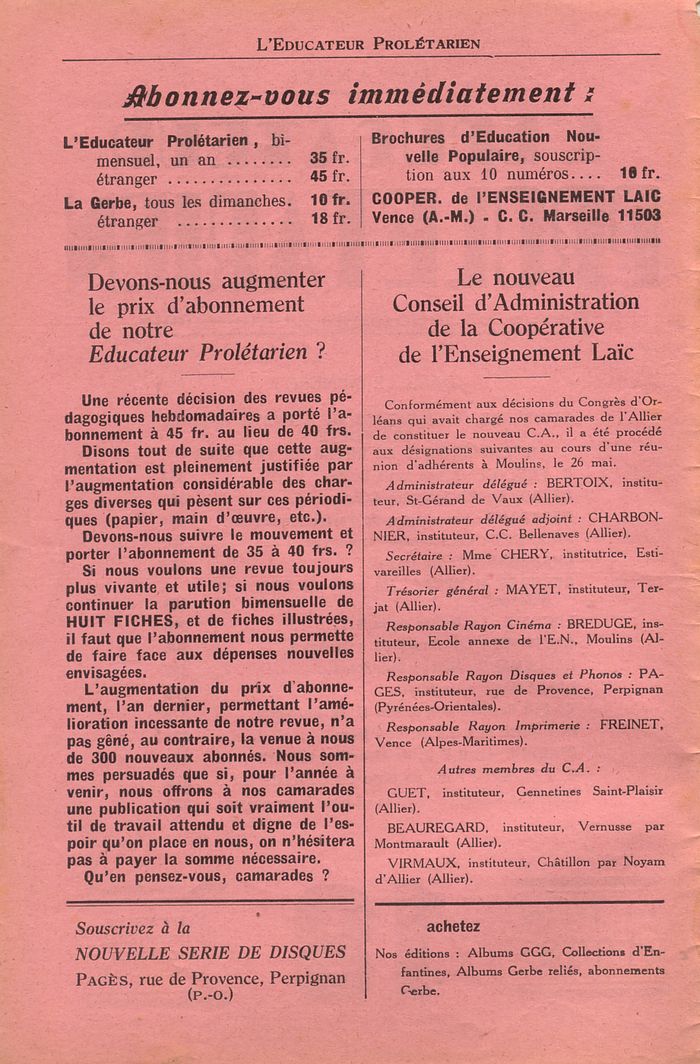 L'EDUCATEUR PROLÉTARIEN
Abonnez-vous immédiatement :
L'Educateur Prolétarien, bi-
mensuel, un an ........ 35 fr.
étranger ............... 45 fr.
La Gerbe, tous les dimanches. 10 fr.
étranger .............. 18 fr.
Brochures d'Education Nou-
velle Populaire, souscrip-
tion aux 10 numéros.... 10 fr.
COOPER. de l'ENSEIGNEMENT LAIC
Vence (A.-M.) - C. C. Marseille 11503
Devons-nous augmenter
le prix d'abonnement
de notre
Educateur Prolétarien ?
Une récente décision des revues pé-
dagogiques hebdomadaires a porté l'a-
bonnement à 45 fr. au lieu de 40 frs.
Disons tout de suite que cette aug-
mentation est pleinement justifiée par
l'augmentation considérable des char-
ges diverses qui pèsent sur ces périodi-
ques (papier, main d'œuvre, etc.).
Devons-nous suivre le mouvement et
porter l'abonnement de 35 à 40 frs. ?
Si nous voulons une revue toujours
plus vivante et utile; si nous voulons
continuer la parution bimensuelle de
HUIT FICHES, et de fiches illustrées,
il faut que l'abonnement nous permette
de faire face aux dépenses nouvelles
envisagées.
L'augmentation du prix d'abonne-
ment, l'an dernier, permettant l'amé-
lioration incessante de notre revue, n'a
pas gêné, au contraire, la venue à nous
de 300 nouveaux abonnés. Nous som-
mes persuadés que si, pour l'année à
venir, nous offrons à nos camarades
une publication qui soit vraiment l'ou-
til de travail attendu et digne de l'es-
poir qu'on place en nous, on n'hésitera
pas à payer la somme nécessaire.
Qu'en pensez-vous, camarades ?
Souscrivez à la
NOUVELLE SERIE DE DISQUES
PAGÈS, rue de Provence, Perpignan
(P.-O.)
Le nouveau
Conseil d'Administration
de la Coopérative
de l'Enseignement Laïc
Conformément aux décisions du Congrès d'Or-
léans qui avait chargé nos camarades de l'Allier
de constituer le nouveau C.A., il a été procédé
aux désignations suivantes au cours d'une réu-
nion d'adhérents à Moulins, le 26 mai.
Administrateur délégué : BERTOIX, institu-
teur, St-Gérand de Vaux (Allier).
Administrateur délégué adjoint : CHARBON-
NIER, instituteur, C.C. Bellenaves (Allier).
Secrétaire : Mme CHERY, institutrice, Esti-
vareilles (Allier).
Trésorier général : MAYET, instituteur, Ter-
jat (Allier).
Responsable Rayon Cinéma : BREDUGE, ins-
tituteur, Ecole annexe de l'E.N., Moulins (Al-
lier).
Responsable Rayon Disques et Phonos : PA-
GES, instituteur, rue de Provence, Perpignan
(Pyrénées-Orientales).
Responsable Rayon Imprimerie : FREINET,
Vence (Alpes-Maritimes).
Autres membres du C.A. :
GUET, instituteur, Gennetines Saint-Plaisir
(Allier).
BEAUREGARD, instituteur, Vernusse par
Montmarault (Allier).
VIRMAUX, instituteur, Châtillon par Noyam
d'Allier (Allier).
achetez
Nos éditions : Albums GGG, Collections d'En-
fantines, Albums Gerbe reliés, abonnements
Gerbe.